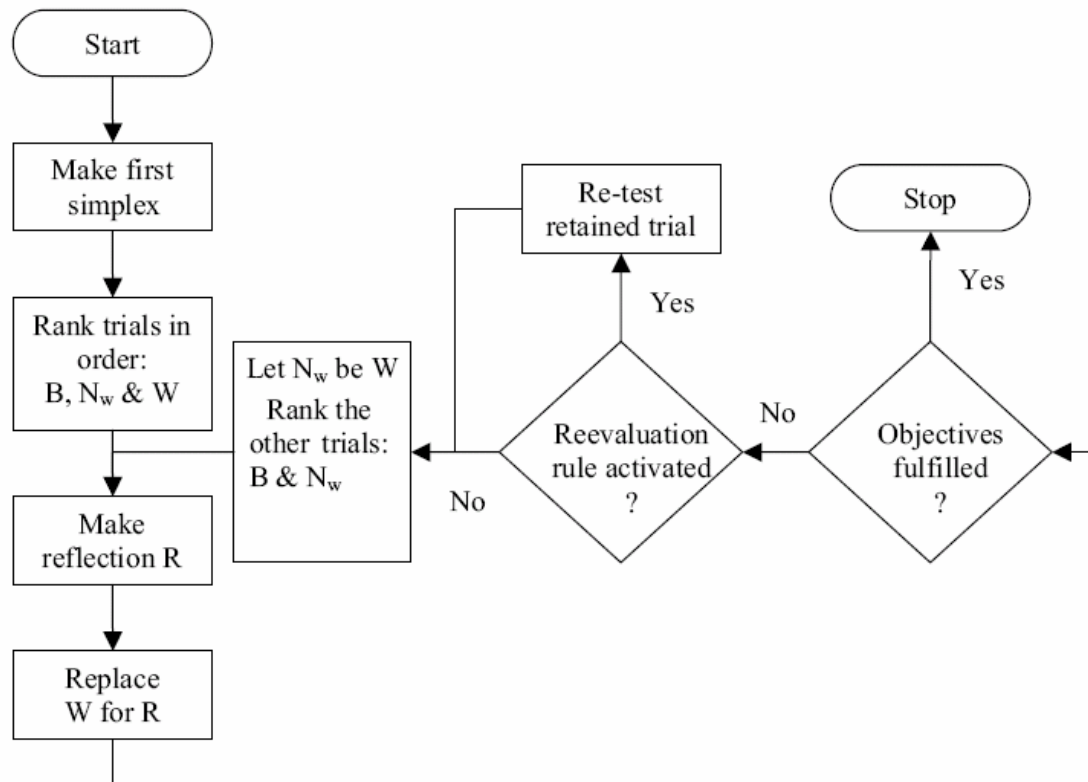 Start
Make first
simplex
Rank trials in
order:
B, Nw & W
Make
reflection R
Replace
W for R
Let Nw be W
Rank the
other trials:
B & Nw
No
Re-test
retained trial
Yes
Reevaluation
rule activated
?
No
Stop
Yes
Objectives
fulfilled
?